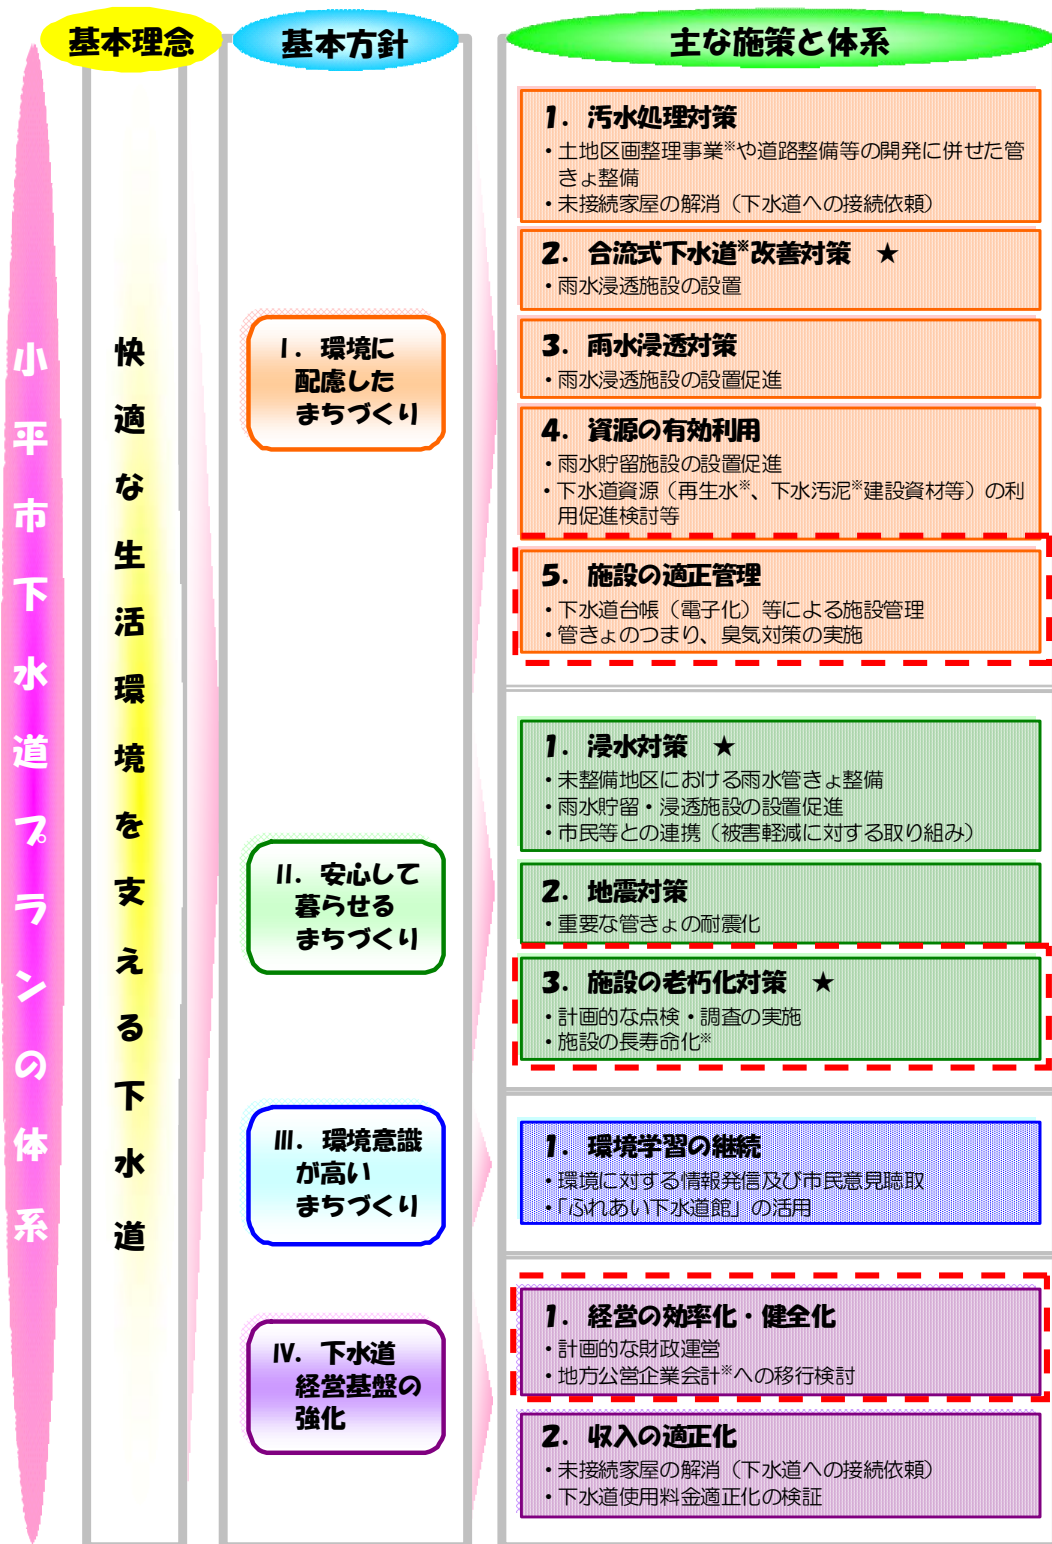 基本理念
基本方針
主な施策と体系
小平市下水道プランの体系
快適な生活環境を支える下水道
Ⅰ. 環境に
配慮した
まちづくり
1. 汚水処理対策
・土地区画整理事業※や道路整備等の開発に併せた管
きょ整備
・未接続家屋の解消（下水道への接続依頼）
2. 合流式下水道※改善対策 ★
・雨水浸透施設の設置
3. 雨水浸透対策
・雨水浸透施設の設置促進
4. 資源の有効利用
・雨水貯留施設の設置促進
・下水道資源（再生水※、下水汚泥※建設資材等）の利
用促進検討等
5. 施設の適正管理
・下水道台帳（電子化）等による施設管理
・管きょのつまり、臭気対策の実施
Ⅱ. 安心して
暮らせる
まちづくり
1. 浸水対策 ★
・未整備地区における雨水管きょ整備
・雨水貯留・浸透施設の設置促進
・市民等との連携（被害軽減に対する取り組み）
2. 地震対策
・重要な管きょの耐震化
3. 施設の老朽化対策 ★
・計画的な点検・調査の実施
・施設の長寿命化※
Ⅲ. 環境意識
が高い
まちづくり
1. 環境学習の継続
・環境に対する情報発信及び市民意見聴取
・「ふれあい下水道館」の活用
Ⅳ. 下水道
経営基盤の
強化
1. 経営の効率化・健全化
・計画的な財政運営
・地方公営企業会計※への移行検討
2. 収入の適正化
・未接続家屋の解消（下水道への接続依頼）
・下水道使用料金適正化の検証